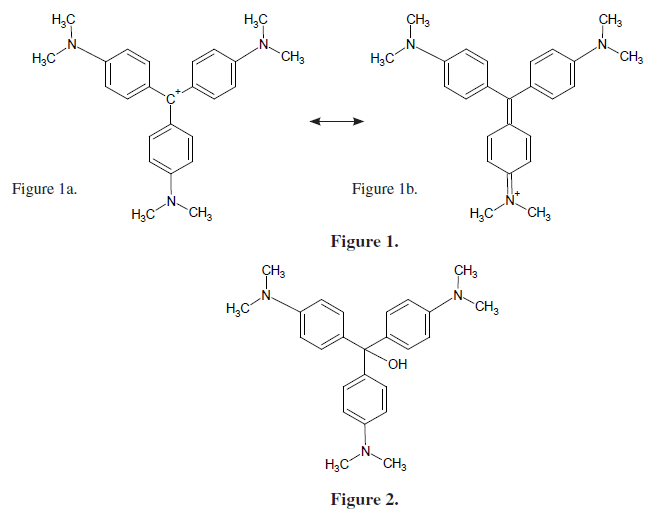 H₃C H₃C CH₃ CH₃
N N N N
H₃C CH₃ H₃C CH₃
C⁺
Figure 1a. Figure 1b.
N N⁺
H₃C CH₃ H₃C CH₃
Figure 1.
CH₃ CH₃
N N
H₃C CH₃
OH
N
H₃C CH₃
Figure 2.